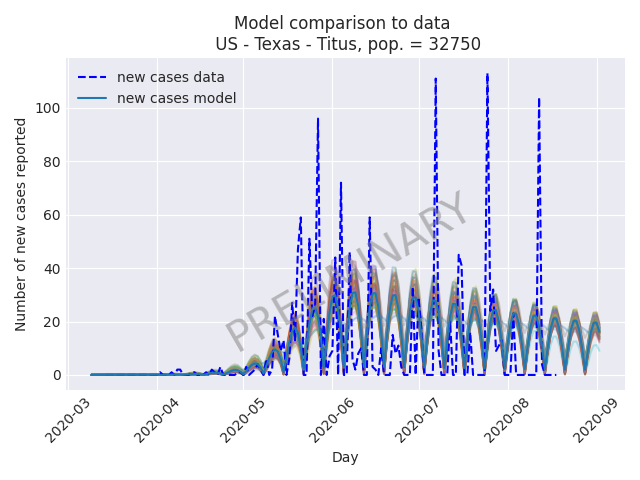 Model comparison to data
US - Texas - Titus, pop. = 32750
new cases data
new cases model
Number of new cases reported
100
80
60
40
20
0
PRELIMINARY
2020-03
2020-04
2020-05
2020-06
2020-07
2020-08
2020-09
Day